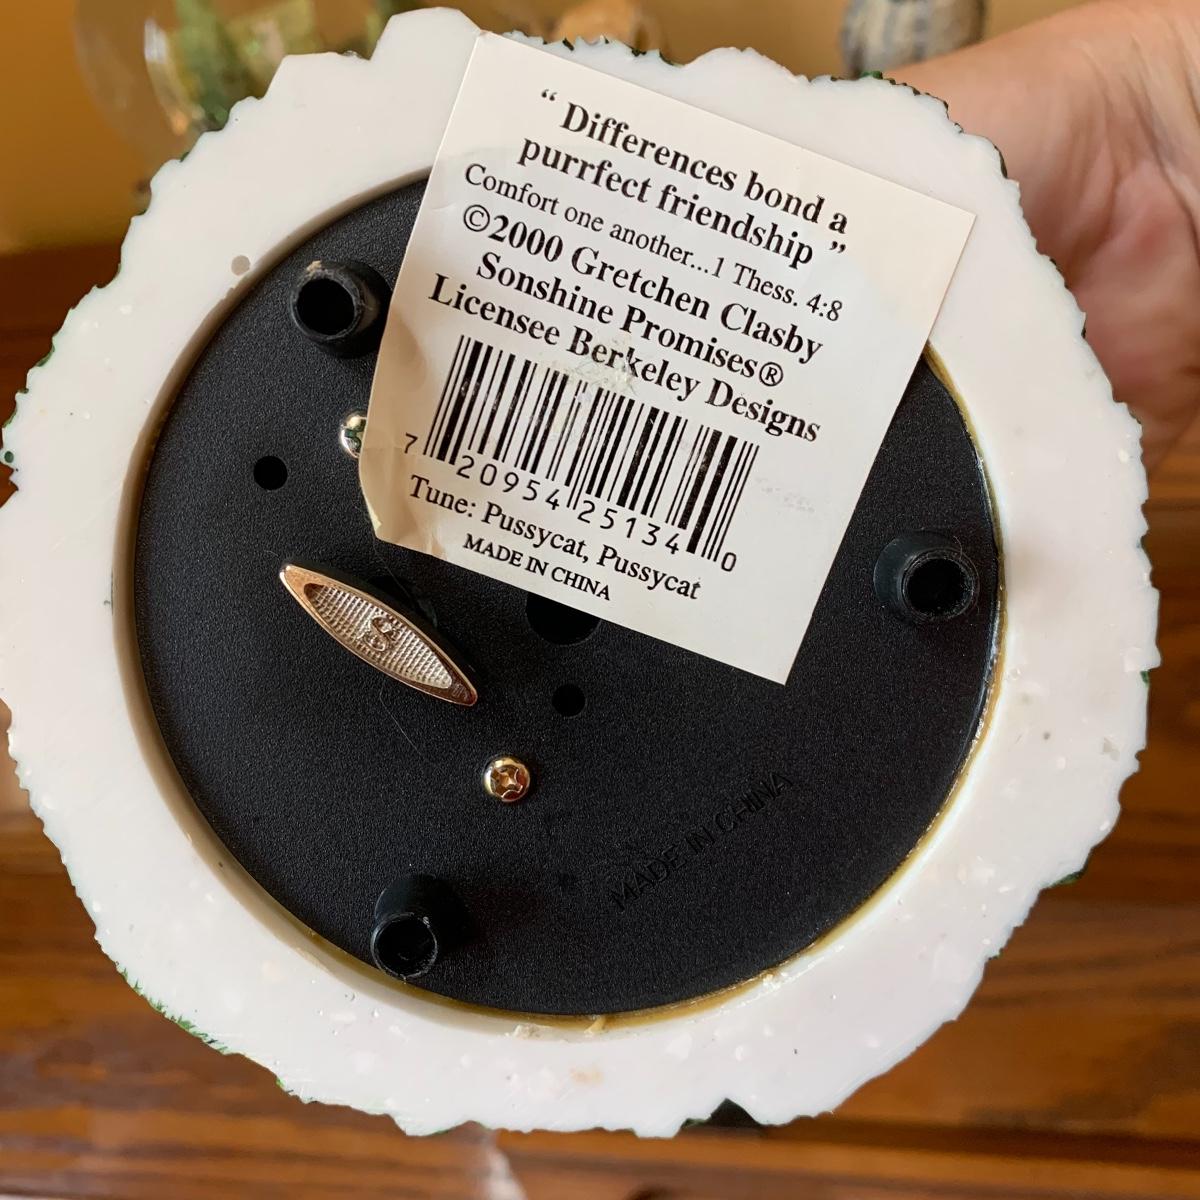 “ Differences bond a
purrfect friendship ”
Comfort one another...1 Thess. 4:8
©2000 Gretchen Clasby
Sonshine Promises®
Licensee Berkeley Designs
7 20954 25134 0
Tune: Pussycat, Pussycat
MADE IN CHINA
S
MADE IN CHINA